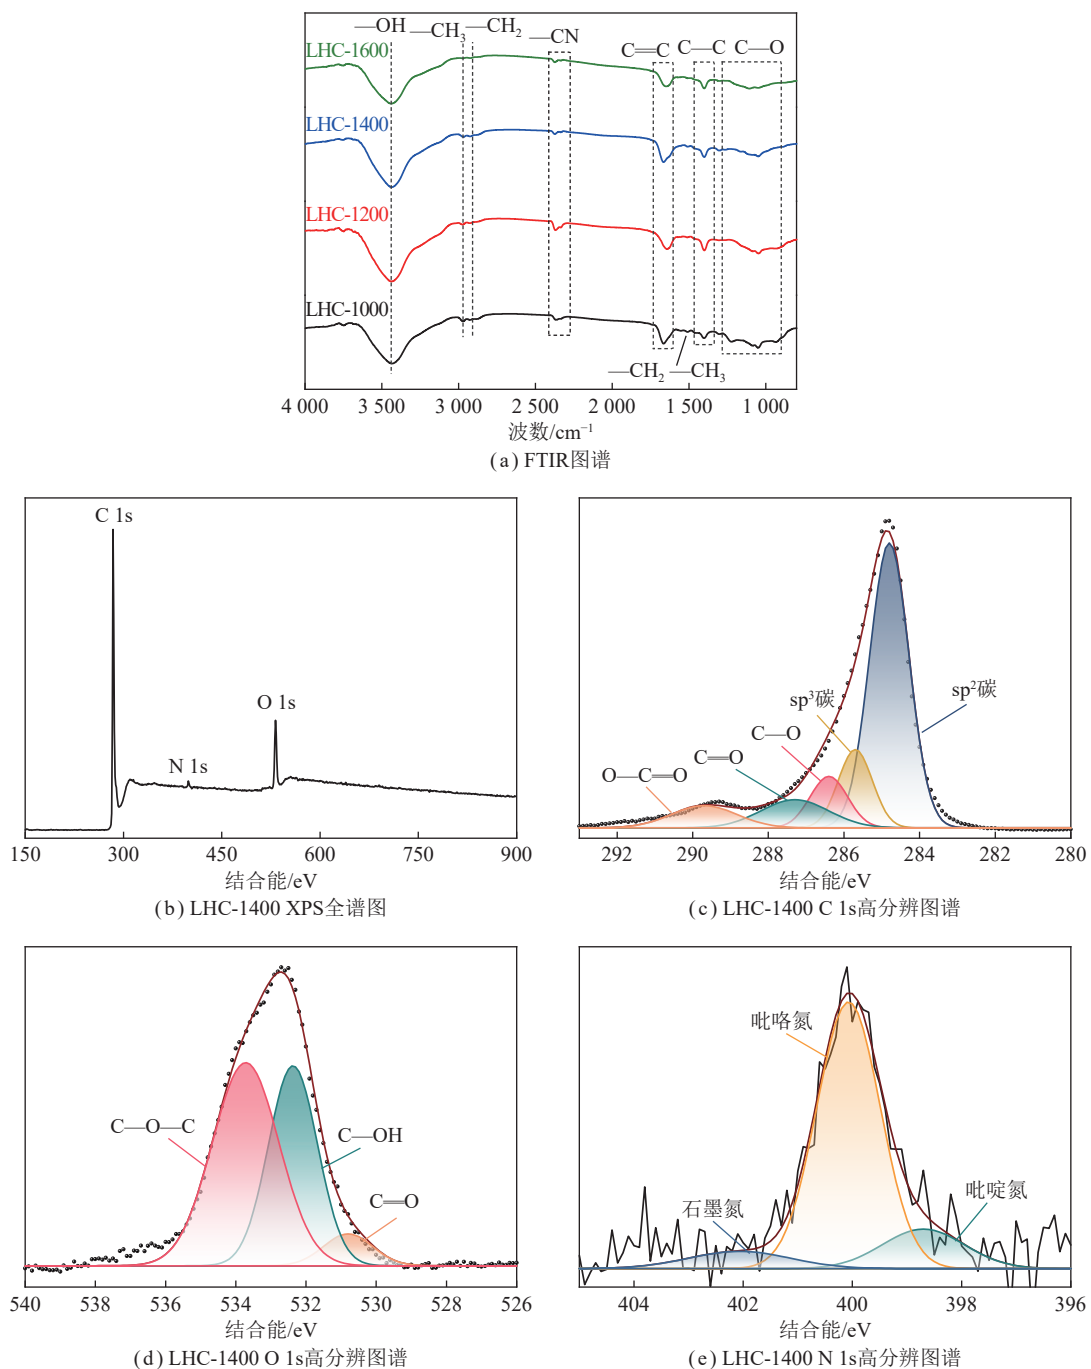 —OH
—CH₃
—CH₂
—CN
C═C
C—C
C—O
LHC-1600
LHC-1400
LHC-1200
LHC-1000
—CH₂
—CH₃
4 000 3 500 3 000 2 500 2 000 1 500 1 000
波数/cm⁻¹
(a) FTIR图谱
C 1s
N 1s
O 1s
150 300 450 600 750 900
结合能/eV
(b) LHC-1400 XPS全谱图
sp²碳
sp³碳
C—O
C═O
O—C═O
292 290 288 286 284 282 280
结合能/eV
(c) LHC-1400 C 1s高分辨图谱
C—O—C
C—OH
C═O
540 538 536 534 532 530 528 526
结合能/eV
(d) LHC-1400 O 1s高分辨图谱
吡咯氮
石墨氮
吡啶氮
404 402 400 398 396
结合能/eV
(e) LHC-1400 N 1s高分辨图谱